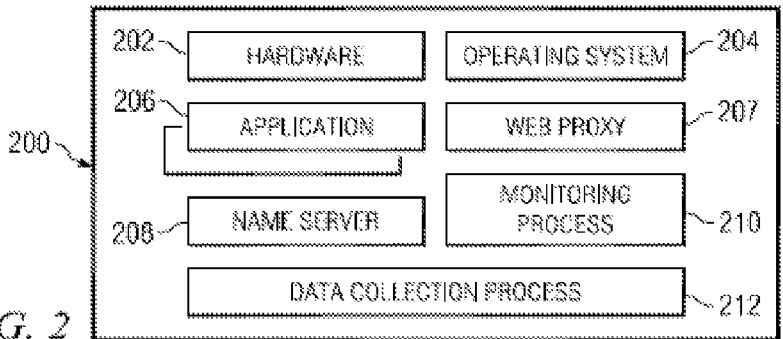 202 HARDWARE OPERATING SYSTEM 204
206 APPLICATION WEB PROXY 207
200
208 NAME SERVER MONITORING PROCESS 210
DATA COLLECTION PROCESS 212
G. 2